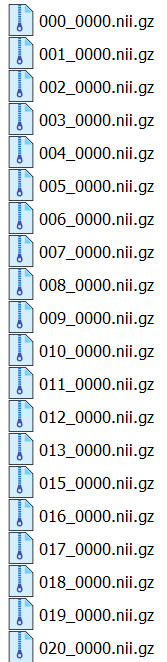 000_0000.nii.gz
001_0000.nii.gz
002_0000.nii.gz
003_0000.nii.gz
004_0000.nii.gz
005_0000.nii.gz
006_0000.nii.gz
007_0000.nii.gz
008_0000.nii.gz
009_0000.nii.gz
010_0000.nii.gz
011_0000.nii.gz
012_0000.nii.gz
013_0000.nii.gz
015_0000.nii.gz
016_0000.nii.gz
017_0000.nii.gz
018_0000.nii.gz
019_0000.nii.gz
020_0000.nii.gz